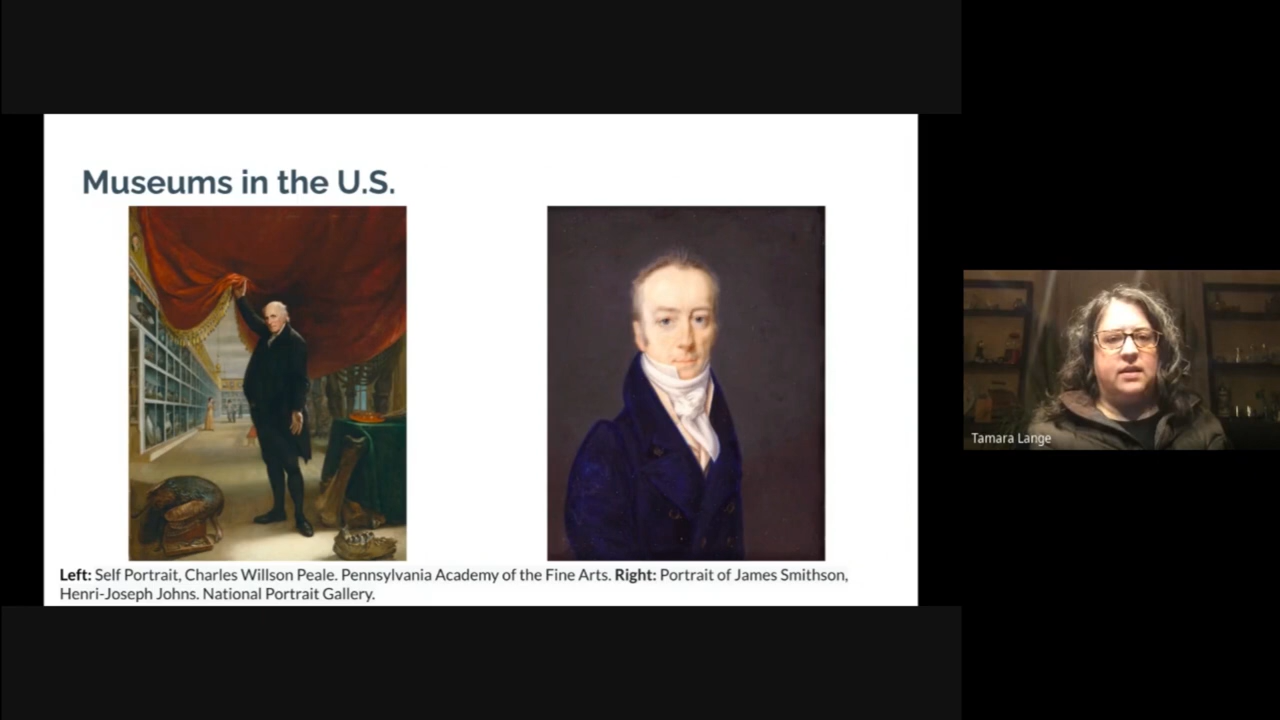 Museums in the U.S.
Left: Self Portrait, Charles Willson Peale. Pennsylvania Academy of the Fine Arts. Right: Portrait of James Smithson,
Henri-Joseph Johns. National Portrait Gallery.
Tamara Lange